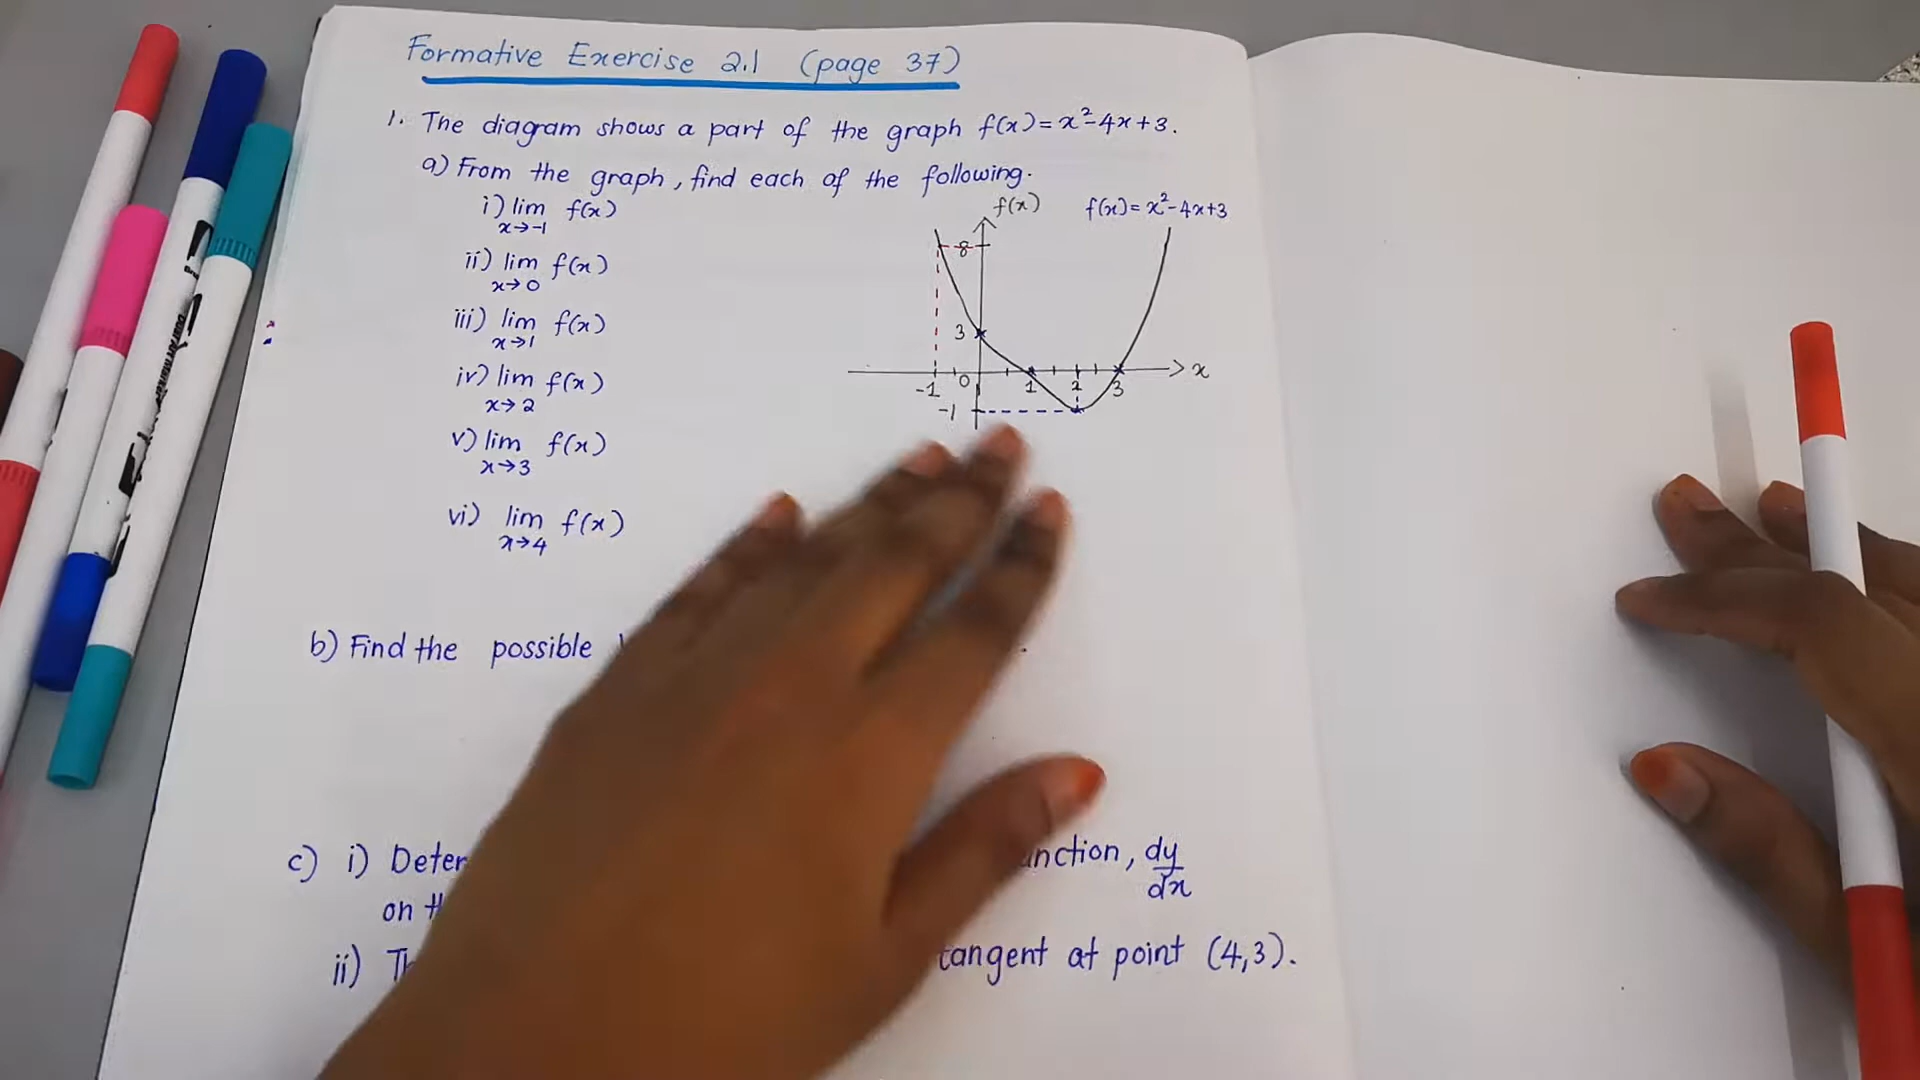 Formative Exercise 2.1 (page 37)
1. The diagram shows a part of the graph f(x)=x²-4x+3.
a) From the graph, find each of the following.
i) lim f(x)
x→-1
ii) lim f(x)
x→0
iii) lim f(x)
x→1
iv) lim f(x)
x→2
v) lim f(x)
x→3
vi) lim f(x)
x→4
f(x)
f(x)=x²-4x+3
8
3
-1 0 1 2 3 x
-1
b) Find the possible
c) i) Deter unction, dy/dx
on th
ii) Th tangent at point (4,3).